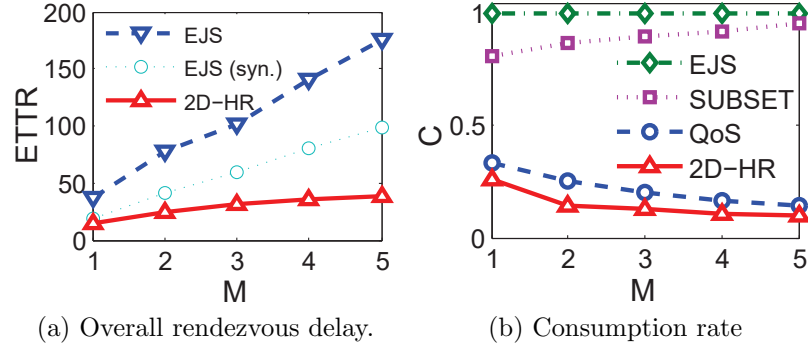 200
150
100
50
0
ETTR
EJS
EJS (syn.)
2D-HR
1 2 3 4 5
M
(a) Overall rendezvous delay.
1
0.5
0
C
EJS
SUBSET
QoS
2D-HR
1 2 3 4 5
M
(b) Consumption rate